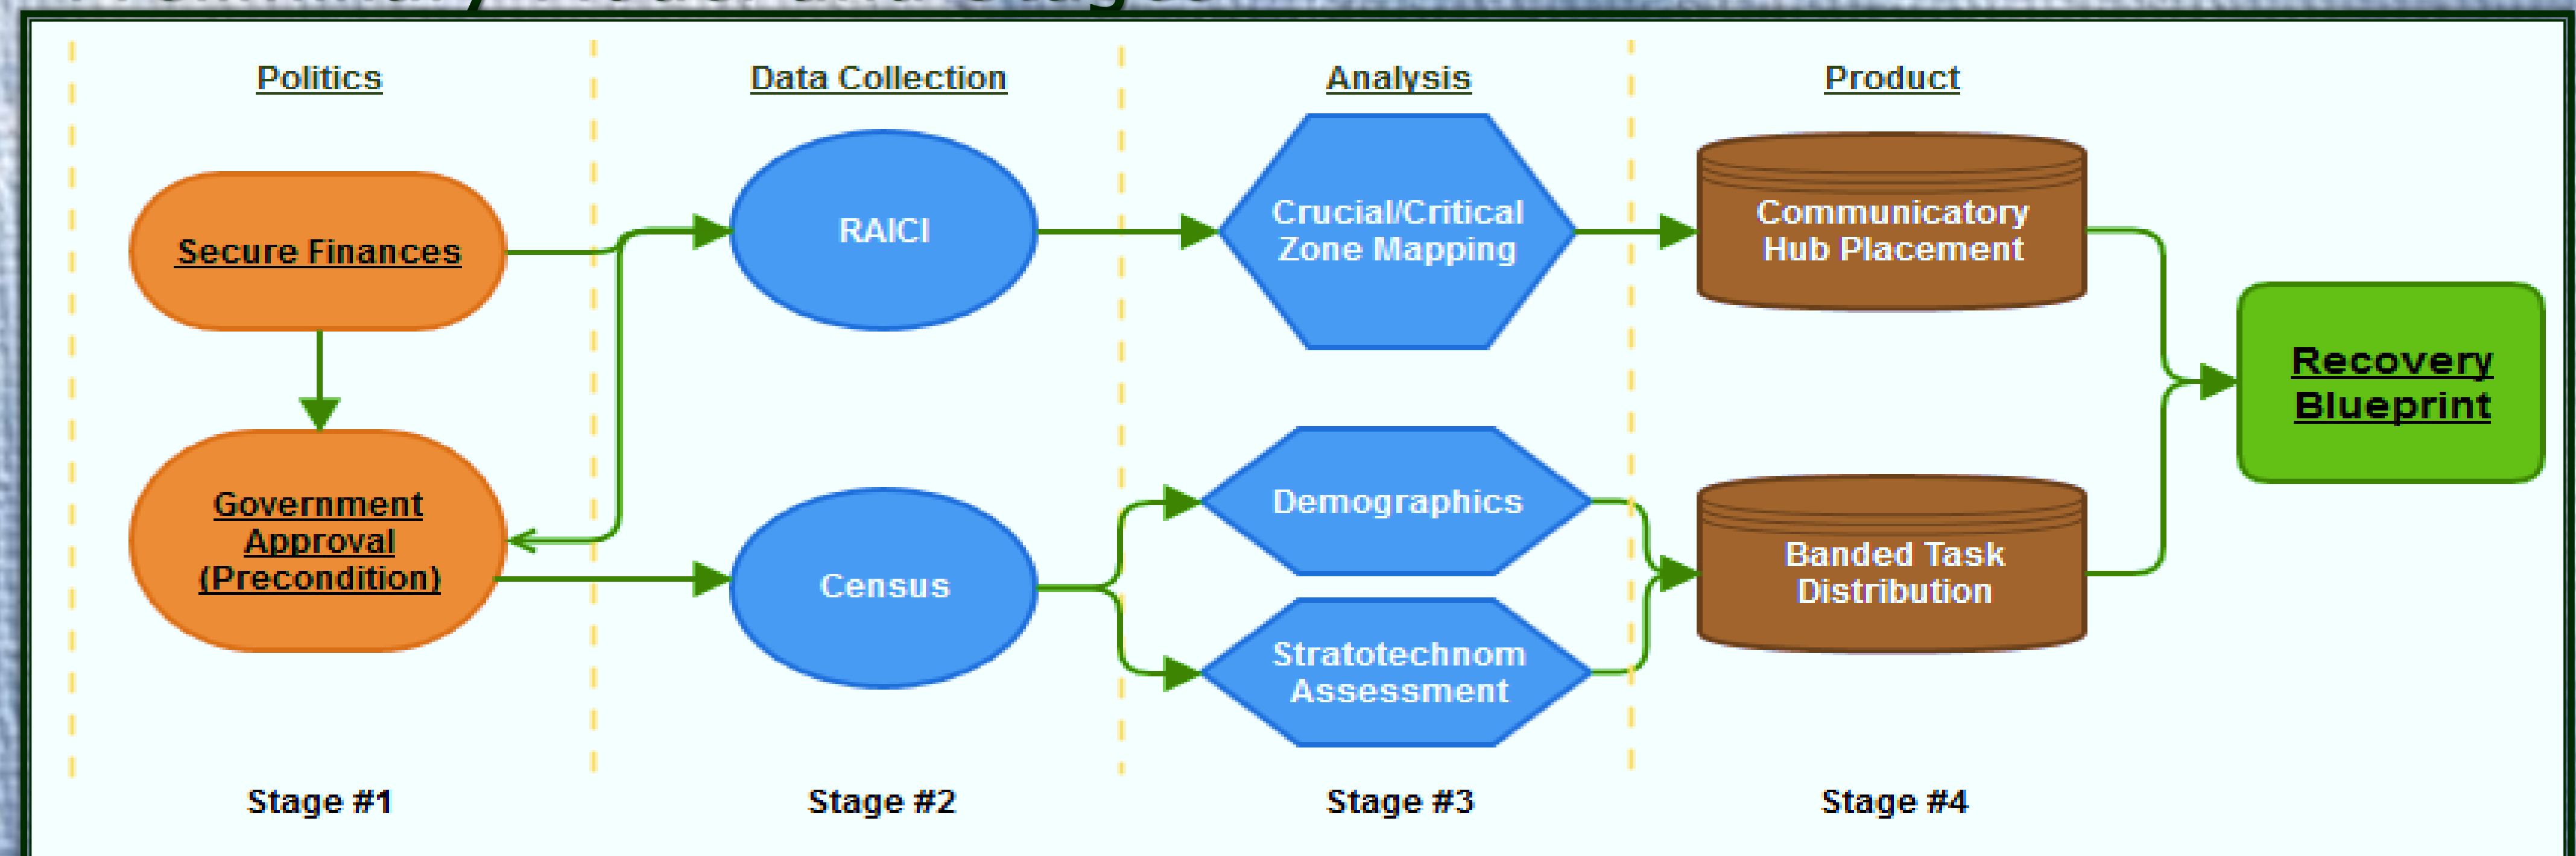 Politics
Data Collection
Analysis
Product
Secure Finances
RAICI
Crucial/Critical
Zone Mapping
Communicatory
Hub Placement
Recovery
Blueprint
Government
Approval
(Precondition)
Census
Demographics
Stratotechnom
Assessment
Banded Task
Distribution
Stage #1
Stage #2
Stage #3
Stage #4